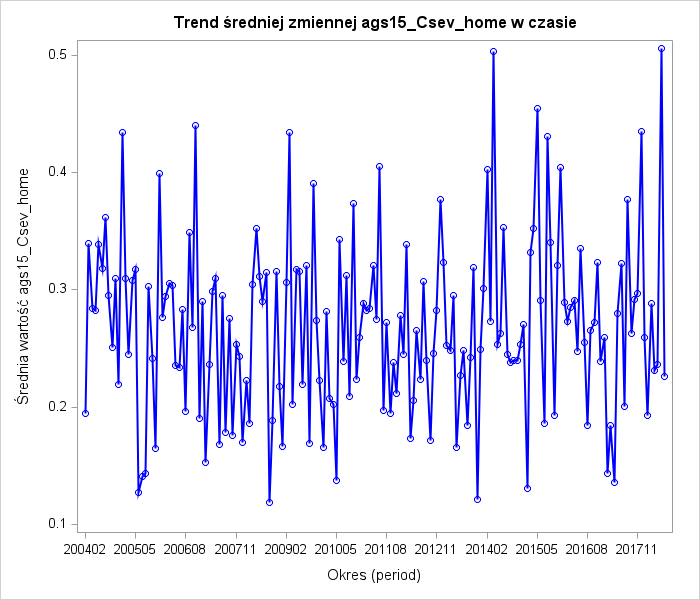 Trend średniej zmiennej ags15_Csev_home w czasie
0.5
0.4
0.3
0.2
0.1
Średnia wartość ags15_Csev_home
200402 200505 200608 200711 200902 201005 201108 201211 201402 201505 201608 201711
Okres (period)